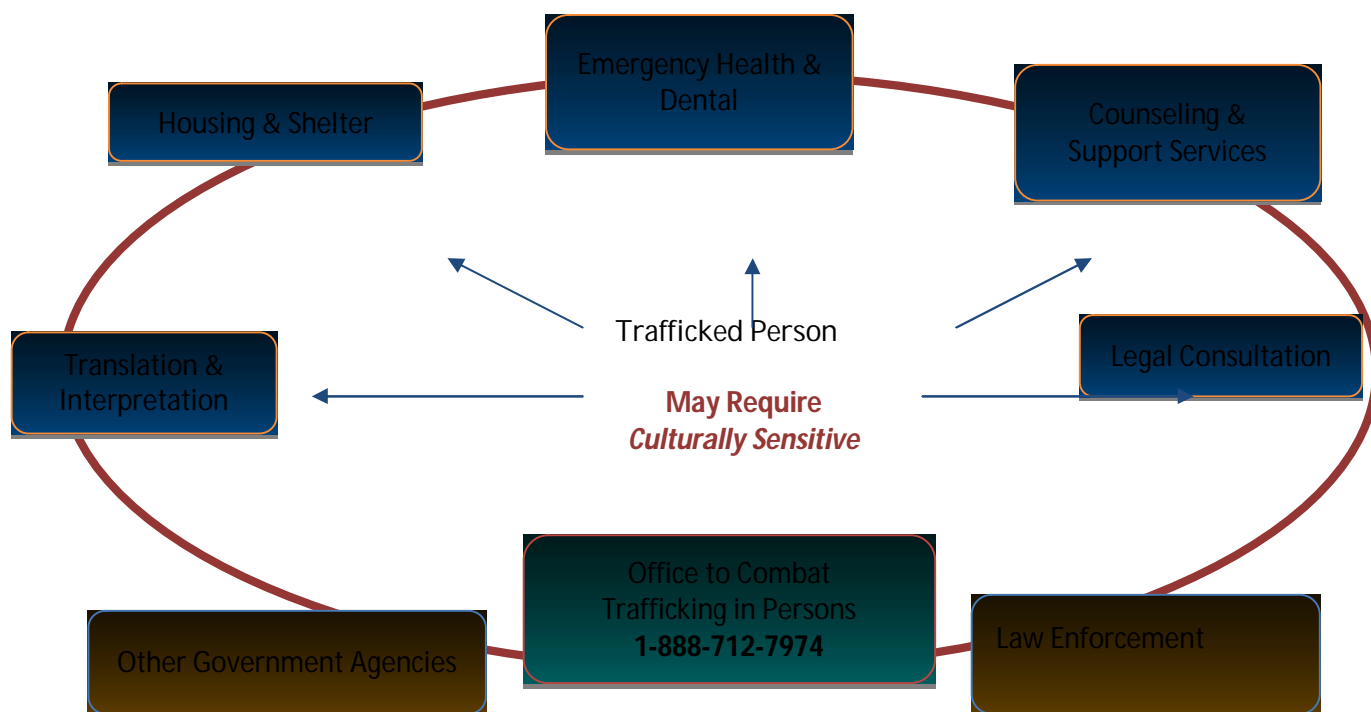 Emergency Health &
Dental
Housing & Shelter
Counseling &
Support Services
Trafficked Person
Translation &
Interpretation
Legal Consultation
May Require
Culturally Sensitive
Office to Combat
Trafficking in Persons
1-888-712-7974
Other Government Agencies
Law Enforcement